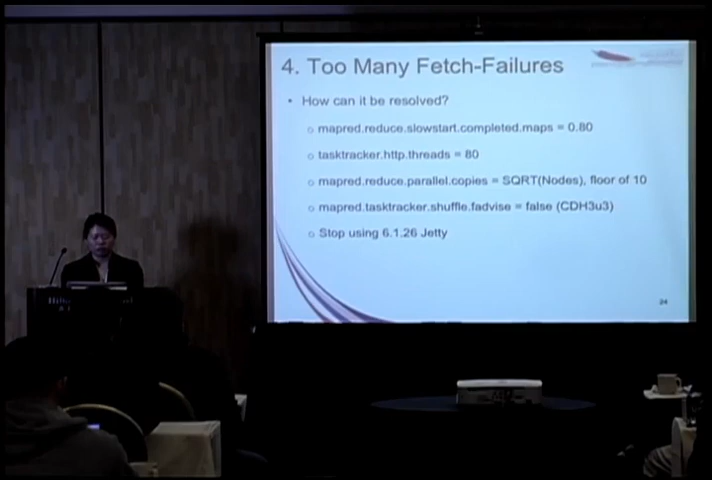 4. Too Many Fetch-Failures
• How can it be resolved?
o mapred.reduce.slowstart.completed.maps = 0.80
o tasktracker.http.threads = 80
o mapred.reduce.parallel.copies = SQRT(Nodes), floor of 10
o mapred.tasktracker.shuffle.fadvise = false (CDH3u3)
o Stop using 6.1.26 Jetty
24